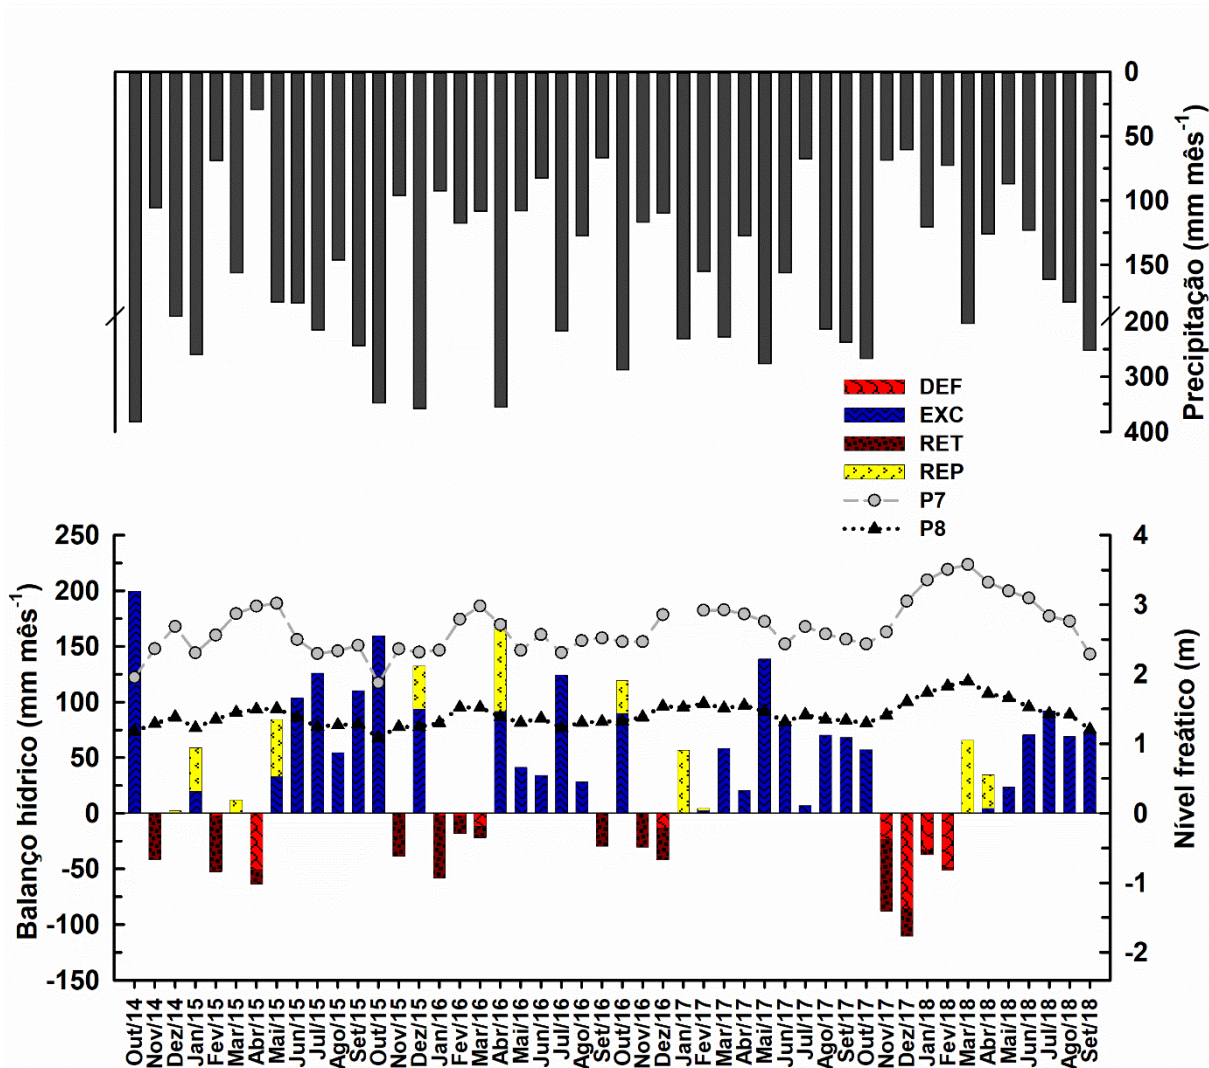 0
50
100
150
200
300
400
Precipitação (mm mês⁻¹)
DEF
EXC
RET
REP
P7
P8
250
200
150
100
50
0
-50
-100
-150
Balanço hídrico (mm mês⁻¹)
4
3
2
1
0
-1
-2
Nível freático (m)
Out/14
Nov/14
Dez/14
Jan/15
Fev/15
Mar/15
Abr/15
Mai/15
Jun/15
Jul/15
Ago/15
Set/15
Out/15
Nov/15
Dez/15
Jan/16
Fev/16
Mar/16
Abr/16
Mai/16
Jun/16
Jul/16
Ago/16
Set/16
Out/16
Nov/16
Dez/16
Jan/17
Fev/17
Mar/17
Abr/17
Mai/17
Jun/17
Jul/17
Ago/17
Set/17
Out/17
Nov/17
Dez/17
Jan/18
Fev/18
Mar/18
Abr/18
Mai/18
Jun/18
Jul/18
Ago/18
Set/18